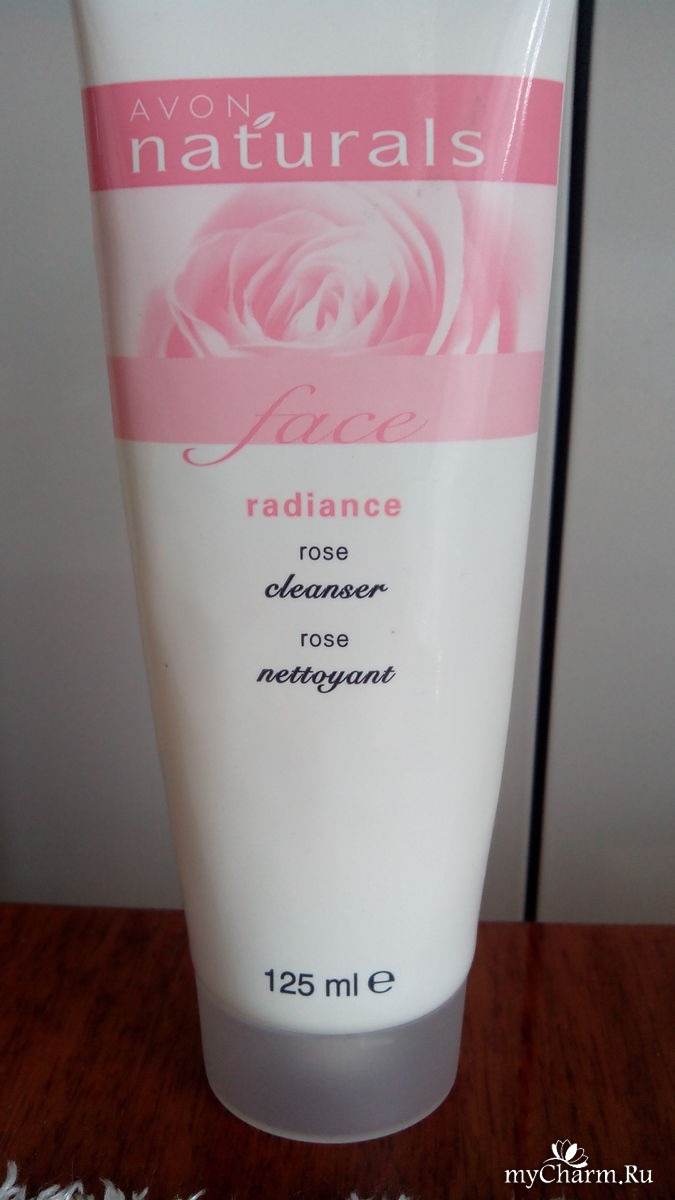 AVON
naturals
face
radiance
rose
cleanser
rose
nettoyant
125 ml ℮
myCharm.Ru